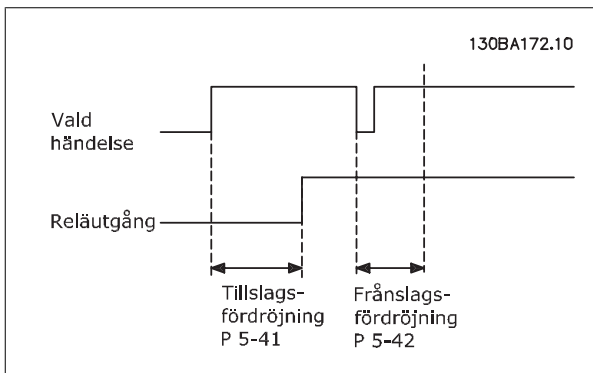 130BA172.10
Vald
händelse
Reläutgång
Tillslags-
fördröjning
P 5-41
Frånslags-
fördröjning
P 5-42